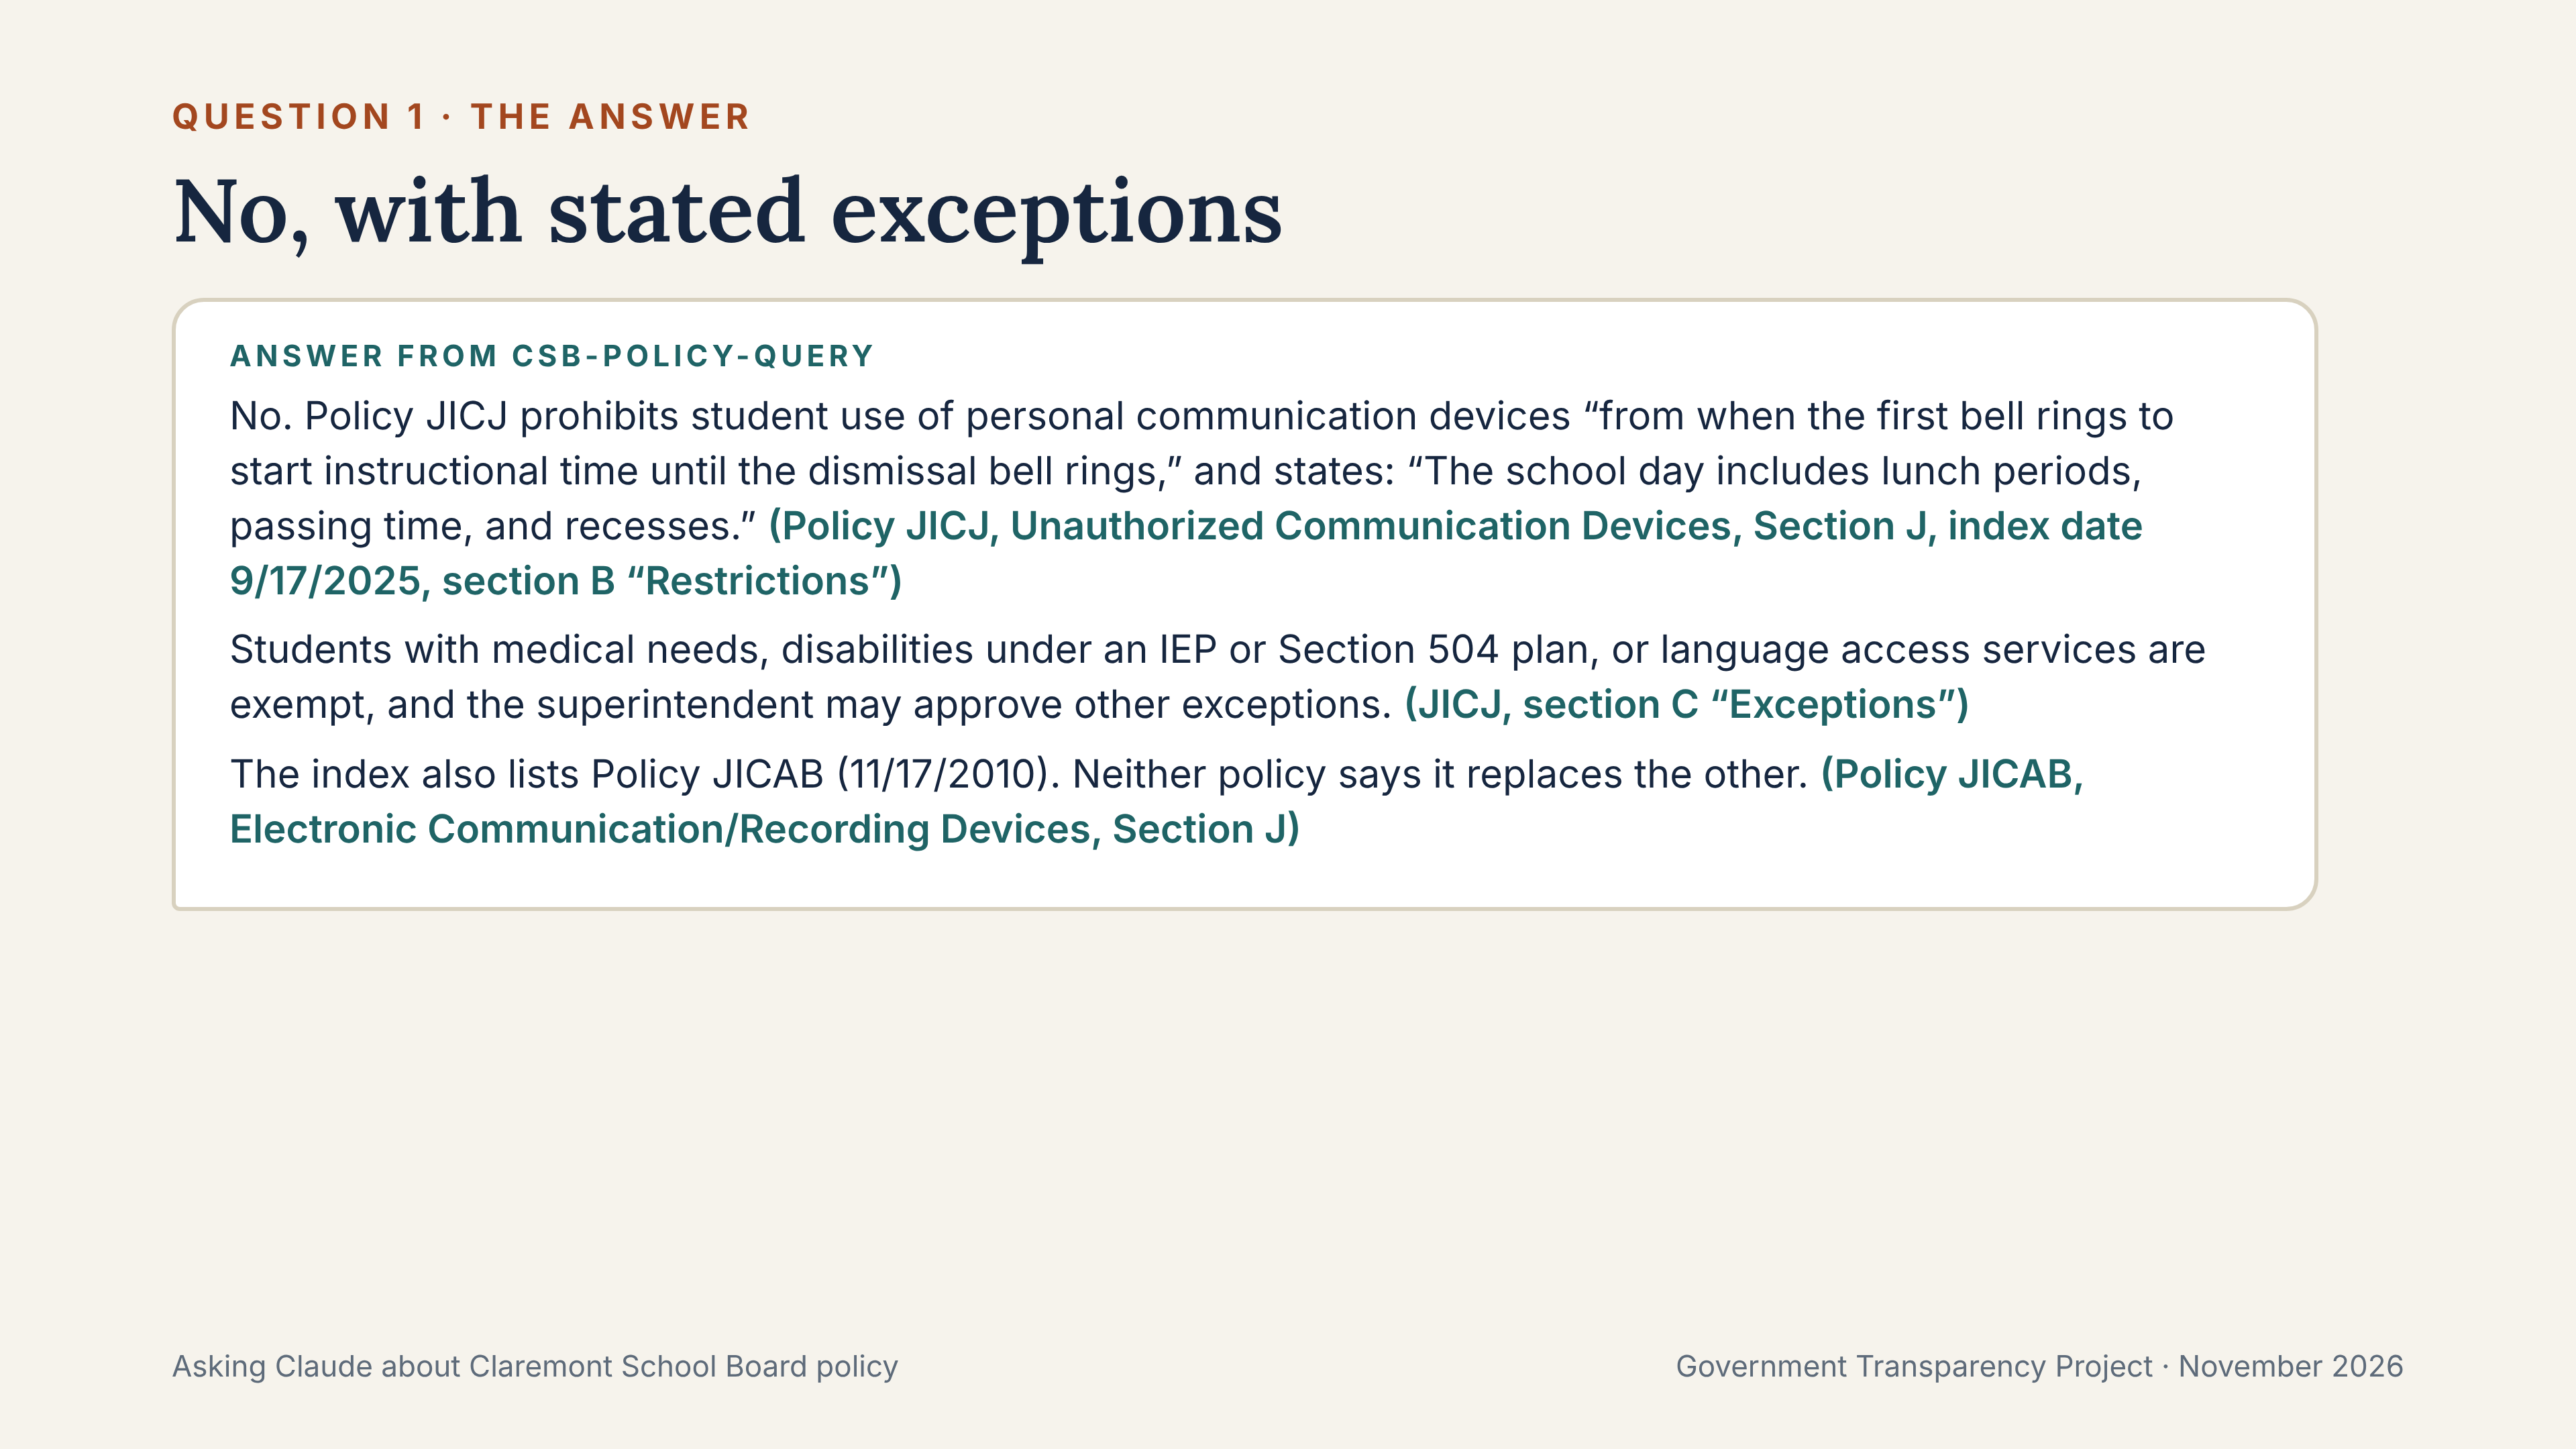 QUESTION 1 · THE ANSWER
No, with stated exceptions
ANSWER FROM CSB-POLICY-QUERY
No. Policy JICJ prohibits student use of personal communication devices “from when the first bell rings to
start instructional time until the dismissal bell rings,” and states: “The school day includes lunch periods,
passing time, and recesses.” (Policy JICJ, Unauthorized Communication Devices, Section J, index date
9/17/2025, section B “Restrictions”)
Students with medical needs, disabilities under an IEP or Section 504 plan, or language access services are
exempt, and the superintendent may approve other exceptions. (JICJ, section C “Exceptions”)
The index also lists Policy JICAB (11/17/2010). Neither policy says it replaces the other. (Policy JICAB,
Electronic Communication/Recording Devices, Section J)
Asking Claude about Claremont School Board policy
Government Transparency Project · November 2026